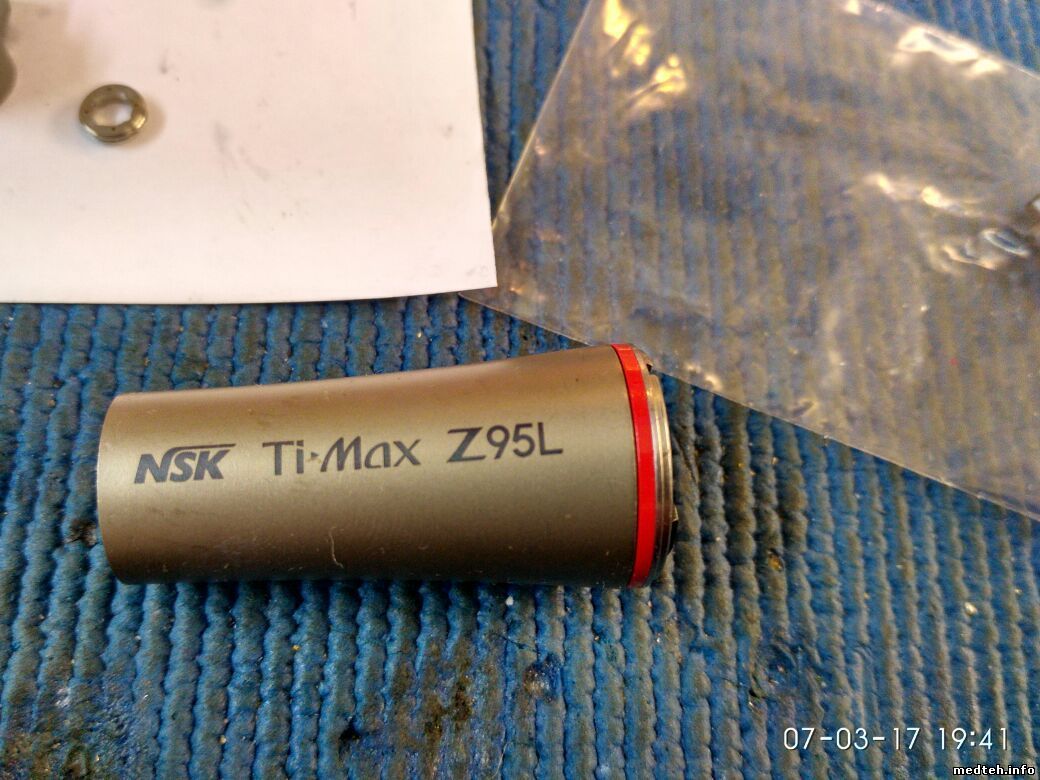 NSK Ti-Max Z95L
07-03-17 19:41
medteh.info